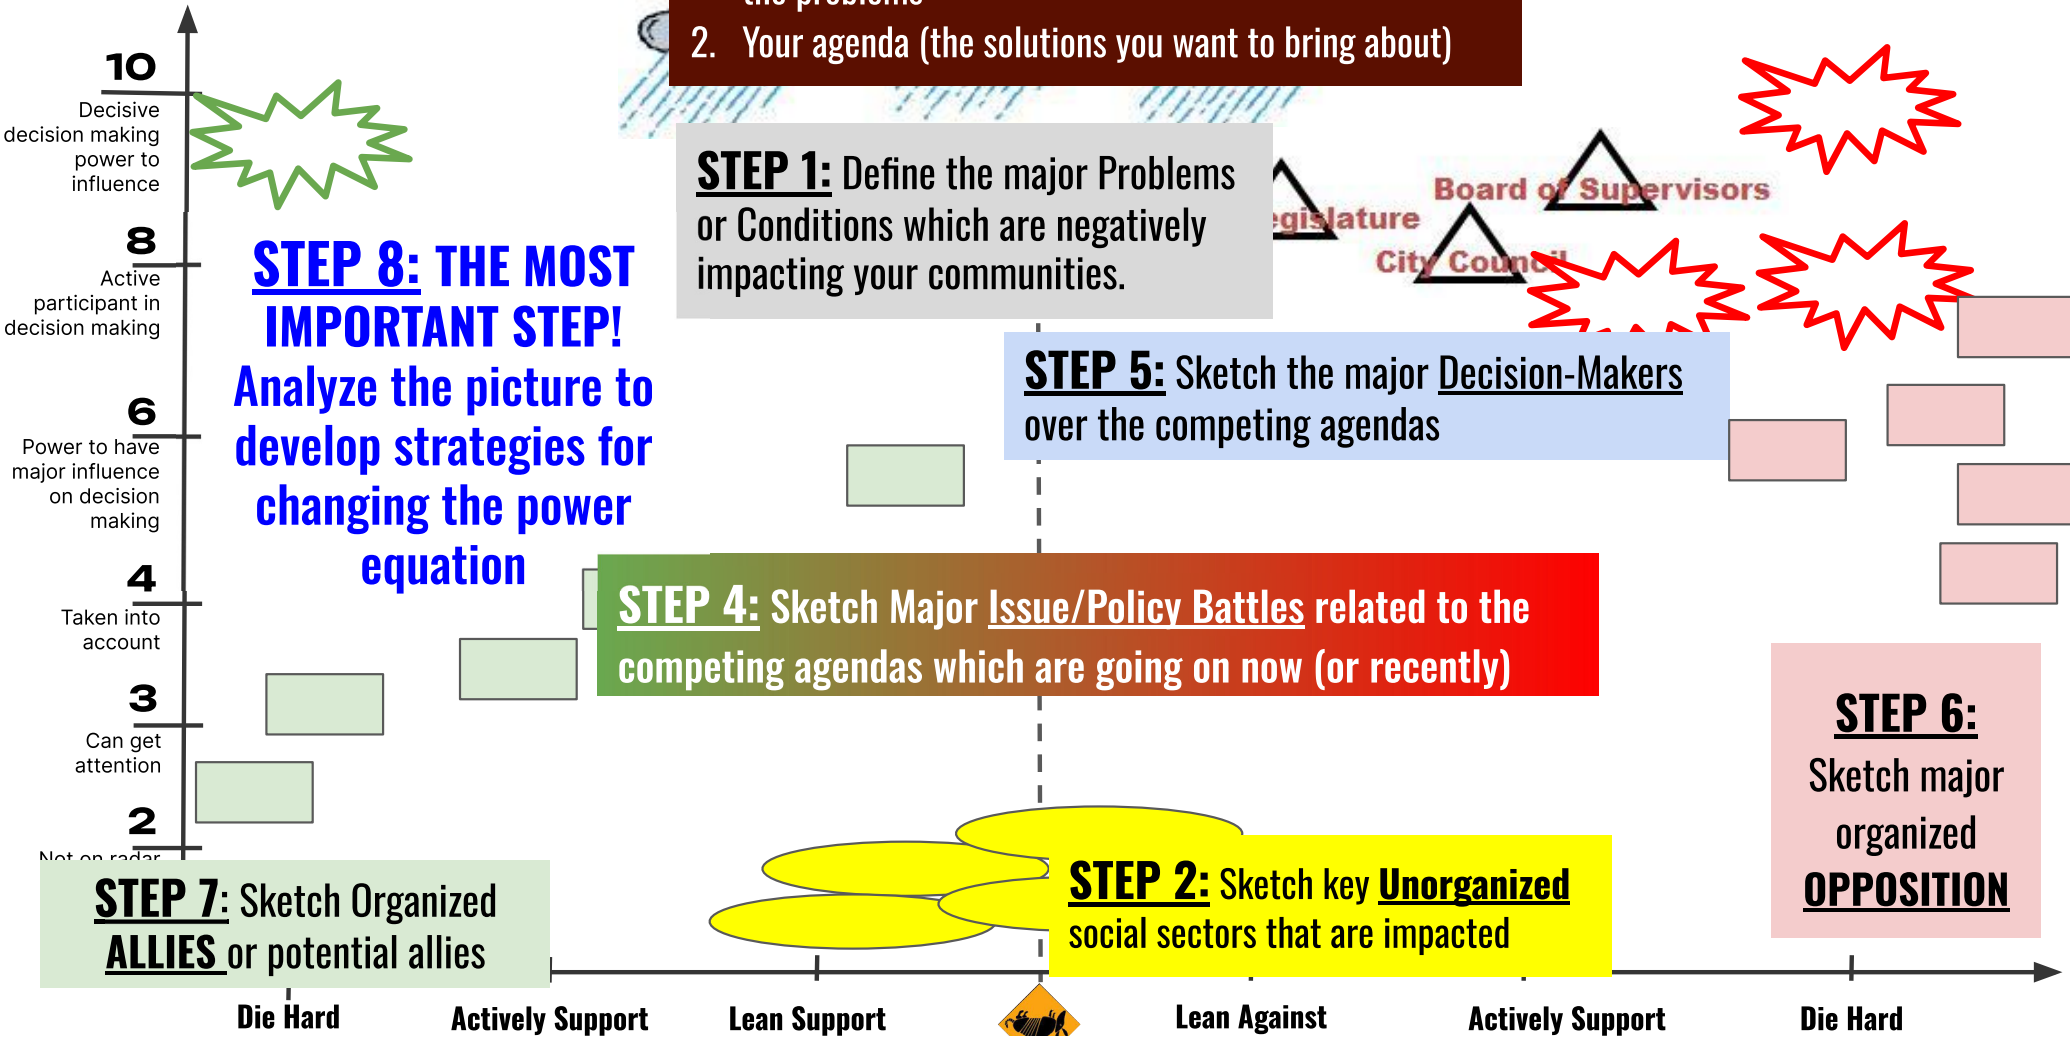 the problems
2. Your agenda (the solutions you want to bring about)
10
Decisive
decision making
power to
influence
8
Active
participant in
decision making
6
Power to have
major influence
on decision
making
4
Taken into
account
3
Can get
attention
2
Not on radar
STEP 1: Define the major Problems
or Conditions which are negatively
impacting your communities.
egislature
Board of Supervisors
City Council
STEP 8: THE MOST
IMPORTANT STEP!
Analyze the picture to
develop strategies for
changing the power
equation
STEP 5: Sketch the major Decision-Makers
over the competing agendas
STEP 4: Sketch Major Issue/Policy Battles related to the
competing agendas which are going on now (or recently)
STEP 6:
Sketch major
organized
OPPOSITION
STEP 2: Sketch key Unorganized
social sectors that are impacted
STEP 7: Sketch Organized
ALLIES or potential allies
Die Hard
Actively Support
Lean Support
Lean Against
Actively Support
Die Hard